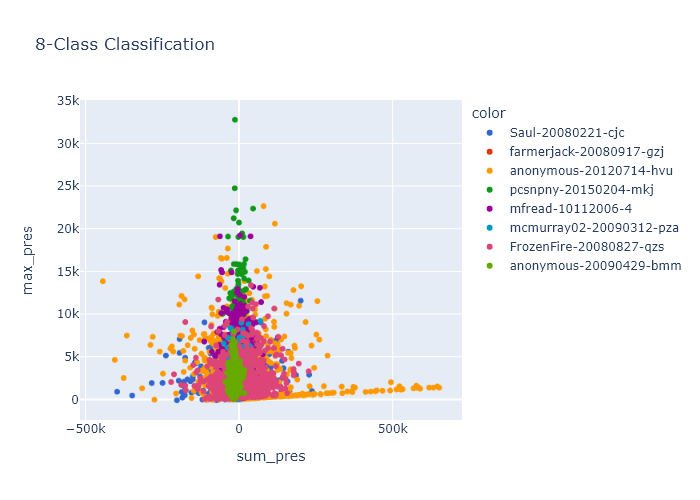 8-Class Classification
35k
30k
25k
20k
15k
10k
5k
0
max_pres
−500k
0
500k
sum_pres
color
Saul-20080221-cjc
farmerjack-20080917-gzj
anonymous-20120714-hvu
pcsnpny-20150204-mkj
mfread-10112006-4
mcmurray02-20090312-pza
FrozenFire-20080827-qzs
anonymous-20090429-bmm